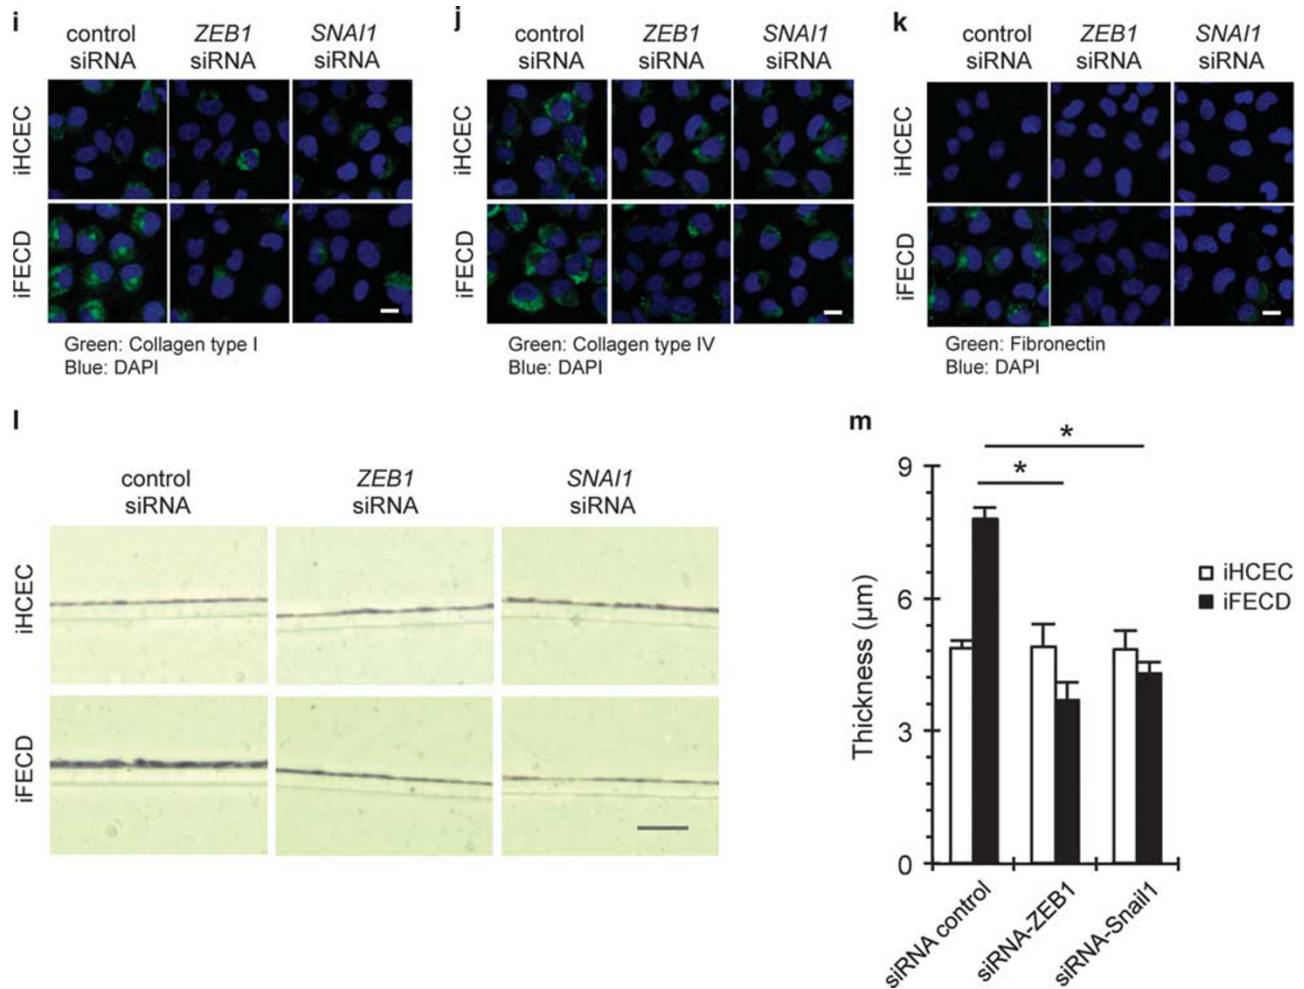 i
control
siRNA
ZEB1
siRNA
SNAI1
siRNA
iHCEC
iFECD
Green: Collagen type I
Blue: DAPI
j
control
siRNA
ZEB1
siRNA
SNAI1
siRNA
iHCEC
iFECD
Green: Collagen type IV
Blue: DAPI
k
control
siRNA
ZEB1
siRNA
SNAI1
siRNA
iHCEC
iFECD
Green: Fibronectin
Blue: DAPI
l
control
siRNA
ZEB1
siRNA
SNAI1
siRNA
iHCEC
iFECD
m
*
*
9
6
3
0
Thickness (μm)
iHCEC
iFECD
siRNA control
siRNA-ZEB1
siRNA-Snail1